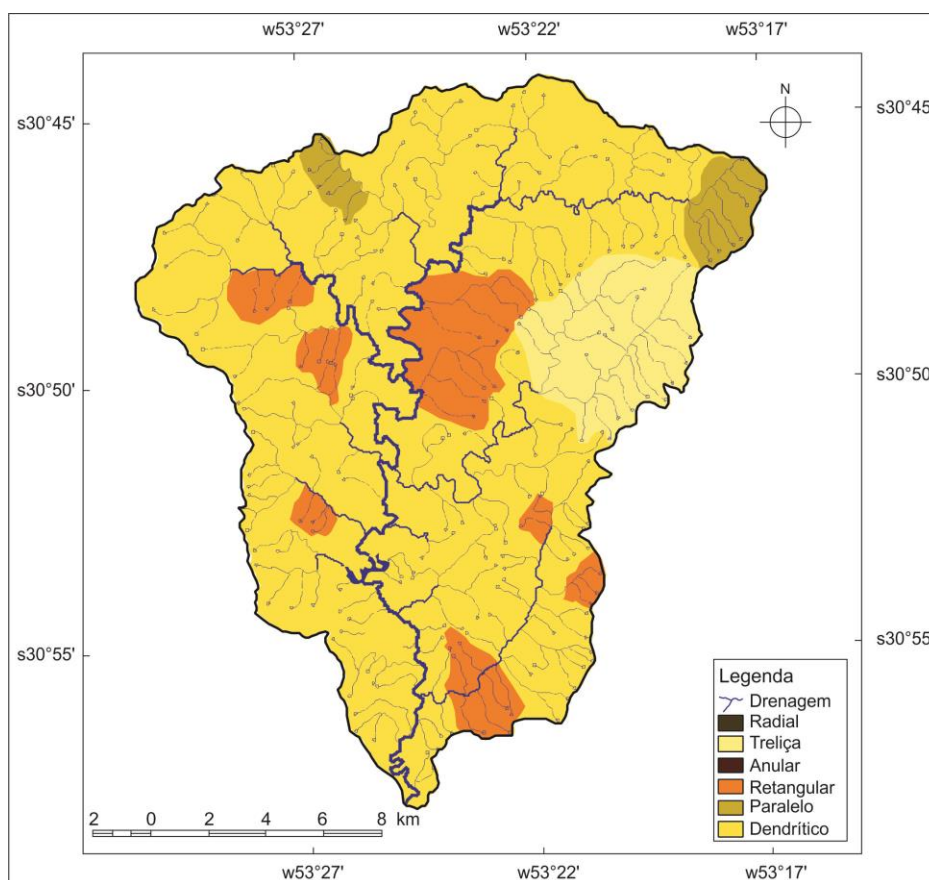 w53°27' w53°22' w53°17'
N
s30°45' s30°45'
s30°50' s30°50'
s30°55' s30°55'
Legenda
Drenagem
Radial
Treliça
Anular
Retangular
Paralelo
Dendrítico
2 0 2 4 6 8 km
w53°27' w53°22' w53°17'